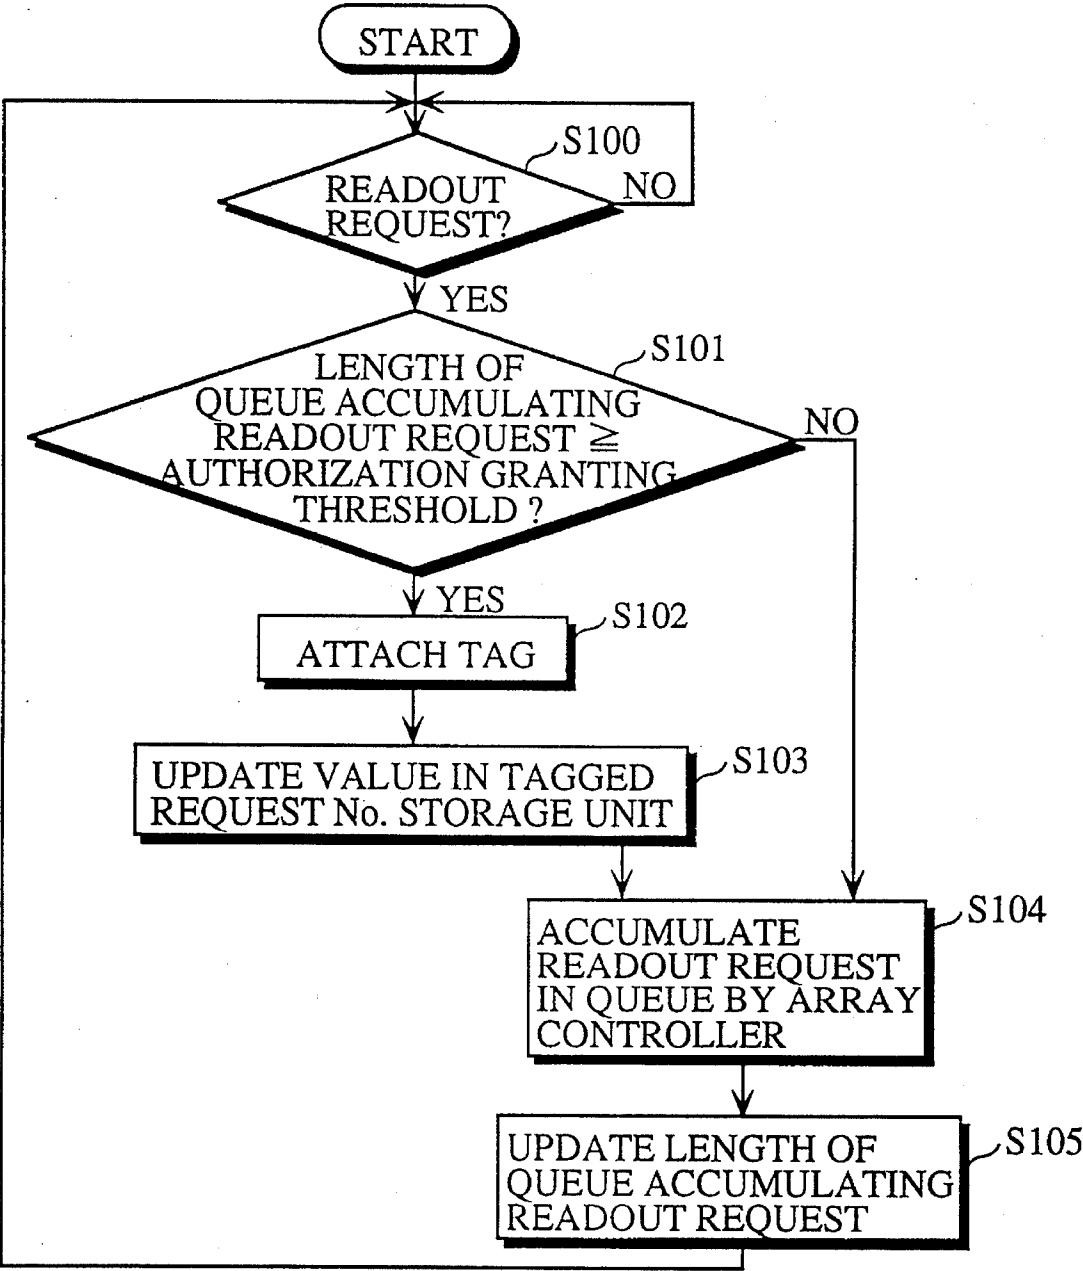 START
S100
READOUT
REQUEST?
NO
YES
S101
LENGTH OF
QUEUE ACCUMULATING
READOUT REQUEST ≧
AUTHORIZATION GRANTING
THRESHOLD ?
NO
YES
S102
ATTACH TAG
S103
UPDATE VALUE IN TAGGED
REQUEST No. STORAGE UNIT
S104
ACCUMULATE
READOUT REQUEST
IN QUEUE BY ARRAY
CONTROLLER
S105
UPDATE LENGTH OF
QUEUE ACCUMULATING
READOUT REQUEST